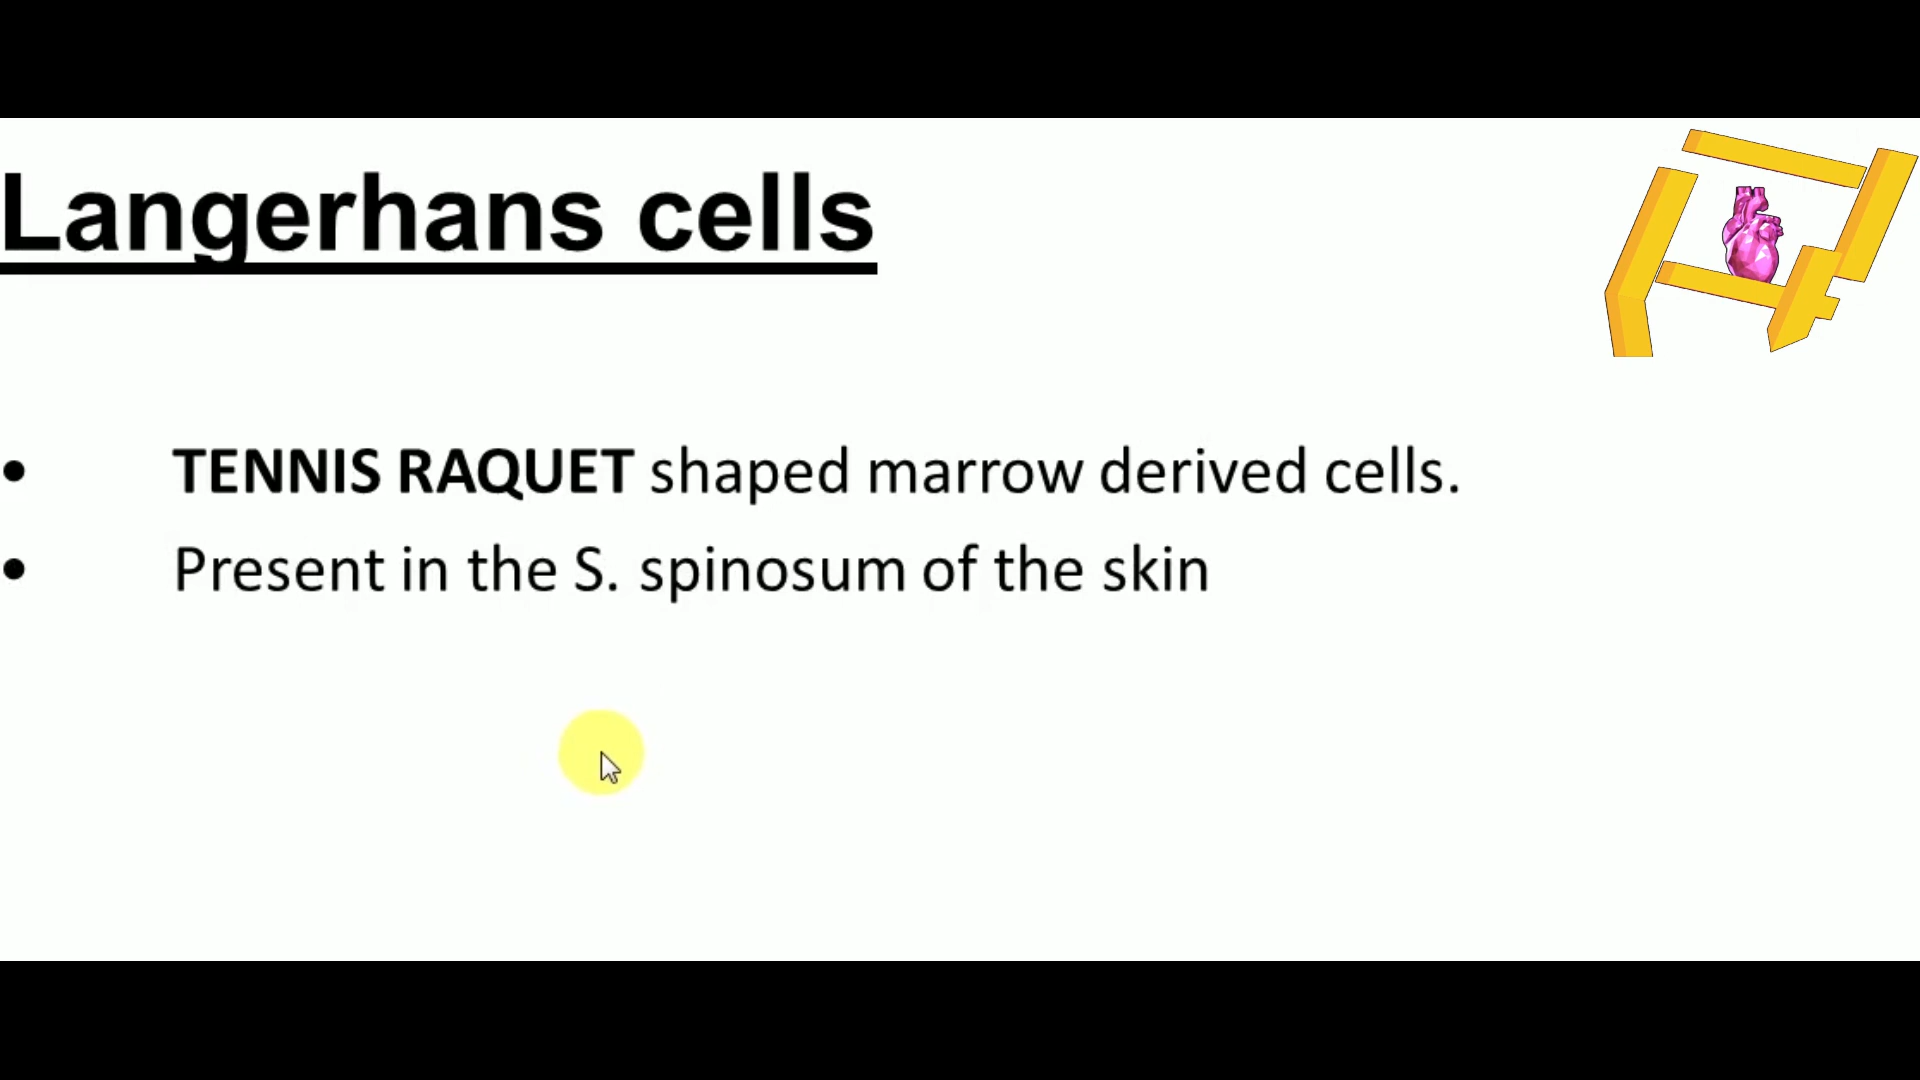 Langerhans cells
• TENNIS RAQUET shaped marrow derived cells.
• Present in the S. spinosum of the skin